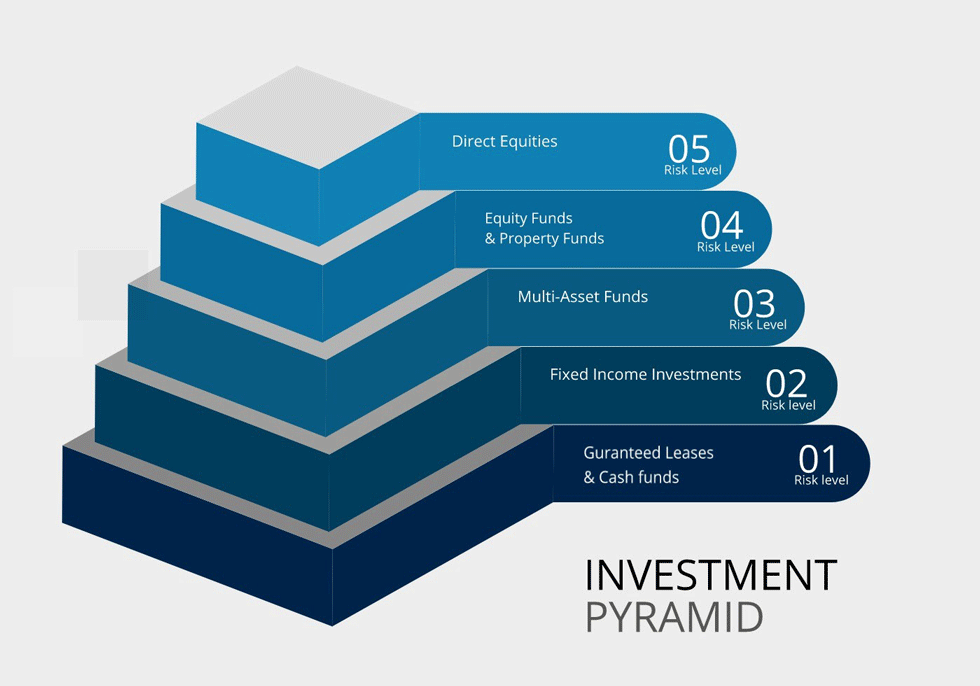 Direct Equities
05
Risk Level
Equity Funds
& Property Funds
04
Risk Level
Multi-Asset Funds
03
Risk Level
Fixed Income Investments
02
Risk level
Guranteed Leases
& Cash funds
01
Risk level
INVESTMENT
PYRAMID